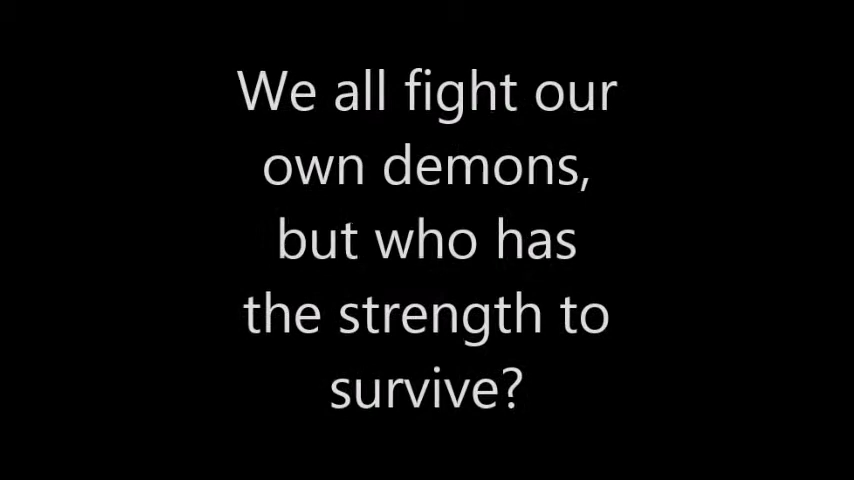 We all fight our
own demons,
but who has
the strength to
survive?